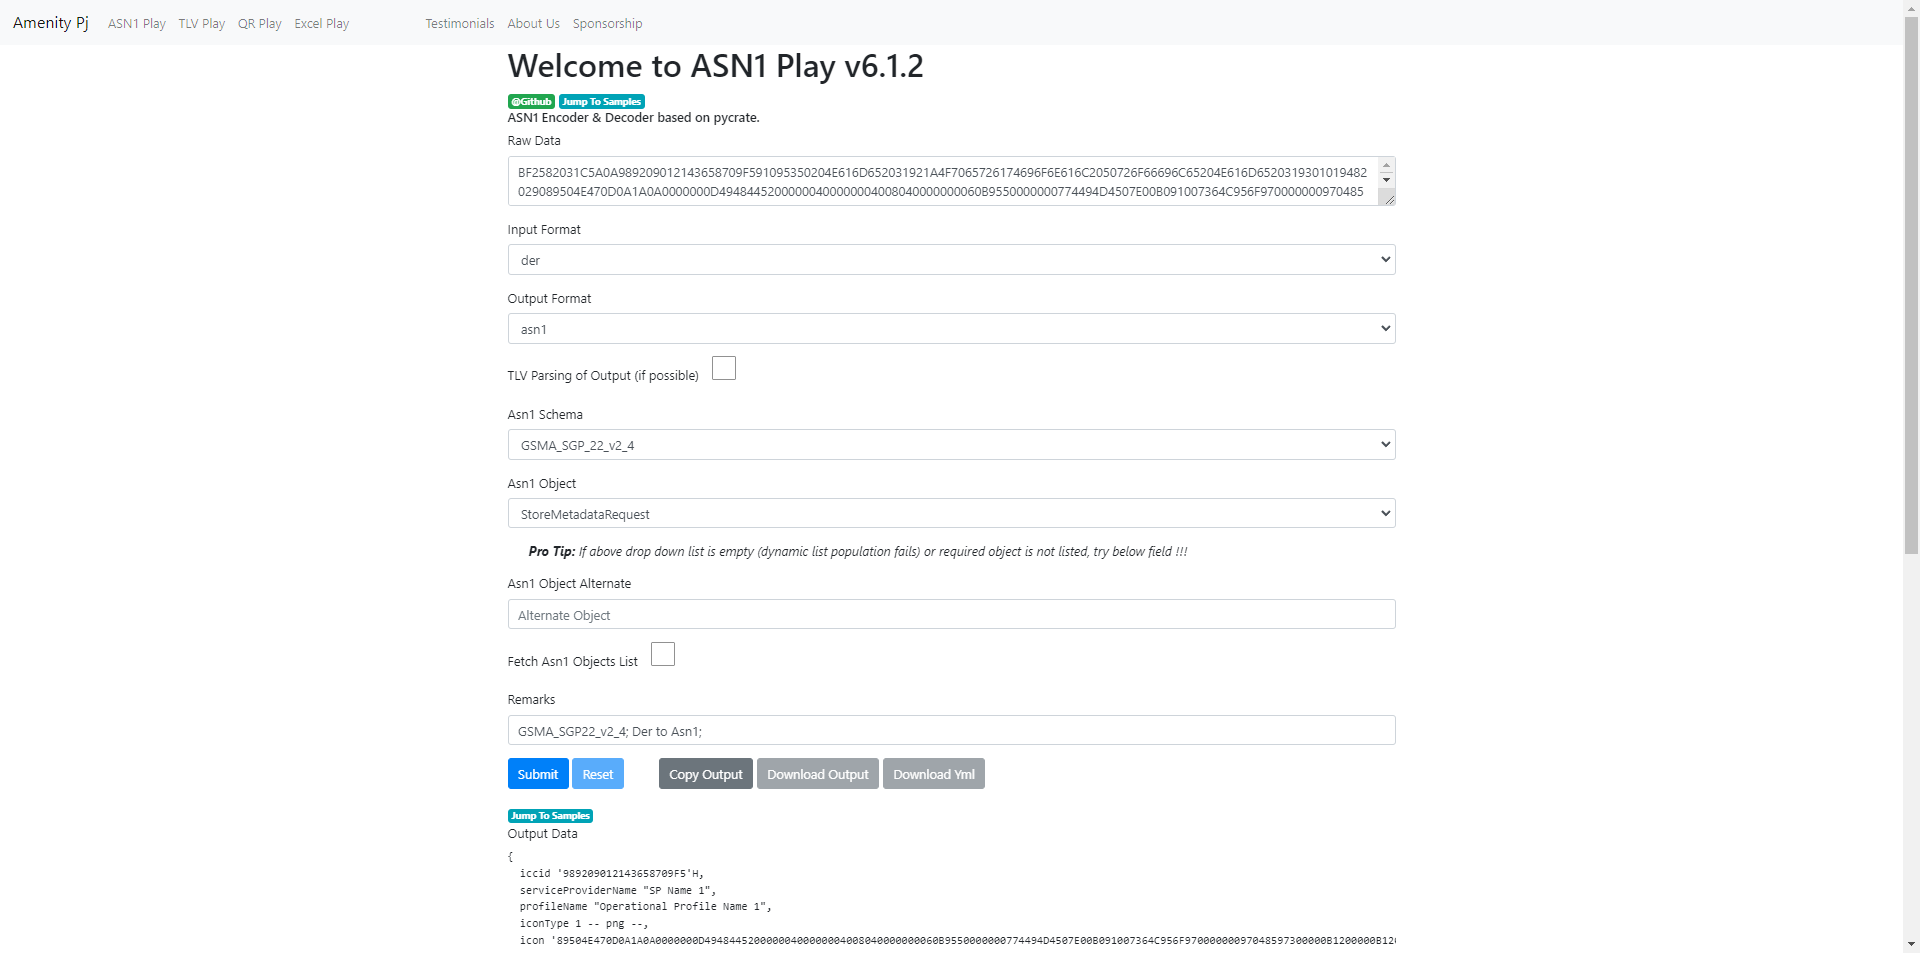 Amenity Pj ASN1 Play TLV Play QR Play Excel Play Testimonials About Us Sponsorship
Welcome to ASN1 Play v6.1.2
@Github Jump To Samples
ASN1 Encoder & Decoder based on pycrate.
Raw Data
BF2582031C5A0A989209012143658709F591095350204E616D652031921A4F7065726174696F6E616C2050726F66696C65204E616D6520319301019482
029089504E470D0A1A0A0000000D4948445200000040000000040080400000000060B9550000000774494D4507E00B091007364C956F970000000970485
Input Format
der
Output Format
asn1
TLV Parsing of Output (if possible)
Asn1 Schema
GSMA_SGP_22_v2_4
Asn1 Object
StoreMetadataRequest
Pro Tip: If above drop down list is empty (dynamic list population fails) or required object is not listed, try below field !!!
Asn1 Object Alternate
Alternate Object
Fetch Asn1 Objects List
Remarks
GSMA_SGP22_v2_4; Der to Asn1;
Submit Reset Copy Output Download Output Download Yml
Jump To Samples
Output Data
{
iccid '989209012143658709F5'H,
serviceProviderName "SP Name 1",
profileName "Operational Profile Name 1",
iconType 1 -- png --,